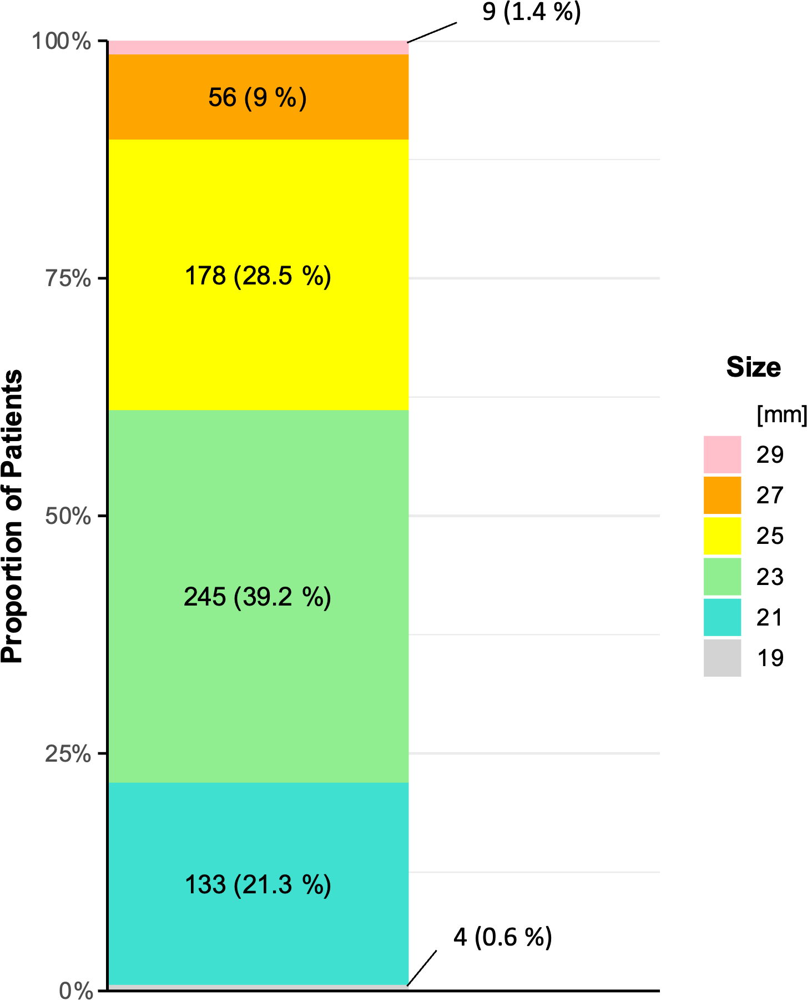 9 (1.4 %)
100%
56 (9 %)
178 (28.5 %)
75%
50%
245 (39.2 %)
25%
133 (21.3 %)
4 (0.6 %)
0%
Proportion of Patients
Size
[mm]
29
27
25
23
21
19